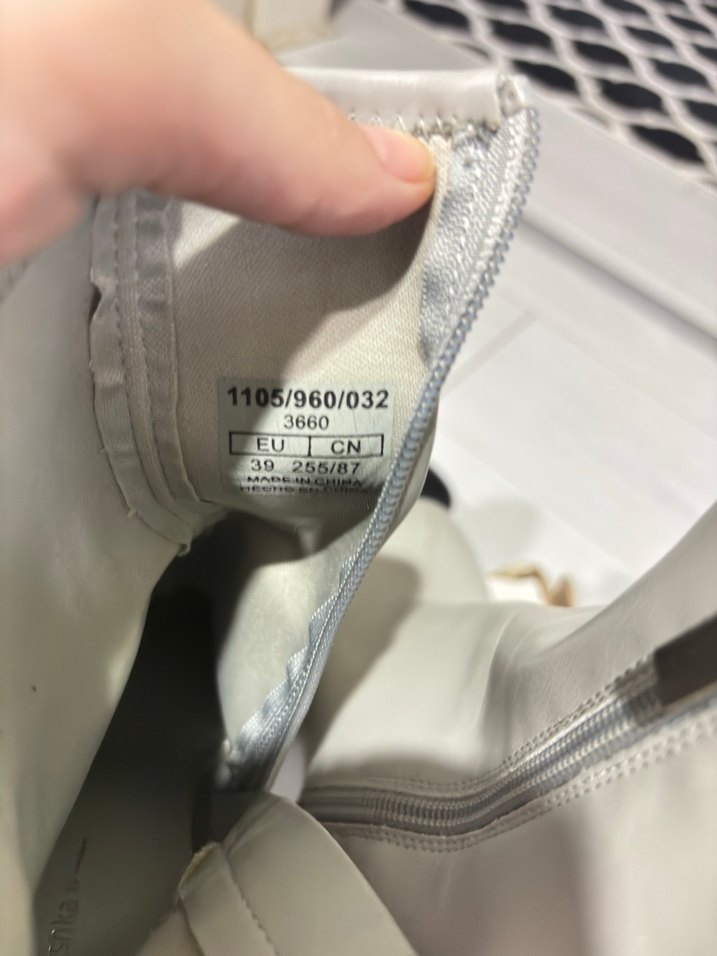 1105/960/032
3660
EU CN
39 255/87
MADE IN CHINA
HECHO EN CHINA